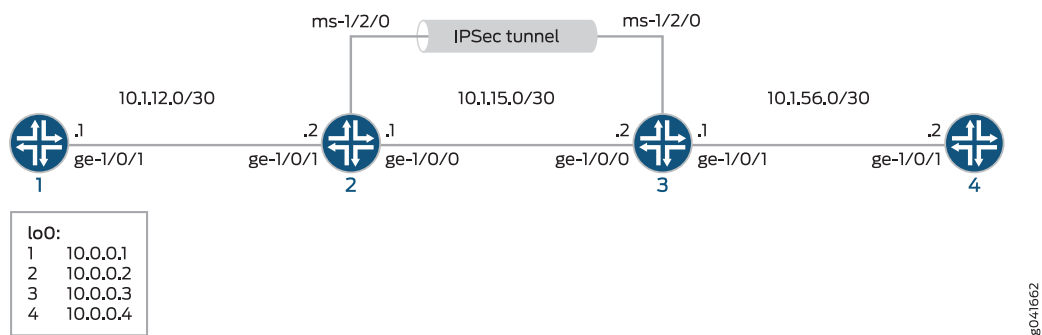 ms-1/2/0
IPSec tunnel
ms-1/2/0
10.1.12.0/30
10.1.15.0/30
10.1.56.0/30
.1
.2
.1
.2
.1
.2
ge-1/0/1
ge-1/0/1
ge-1/0/0
ge-1/0/0
ge-1/0/1
ge-1/0/1
1
2
3
4
lo0:
1 10.0.0.1
2 10.0.0.2
3 10.0.0.3
4 10.0.0.4
g041662